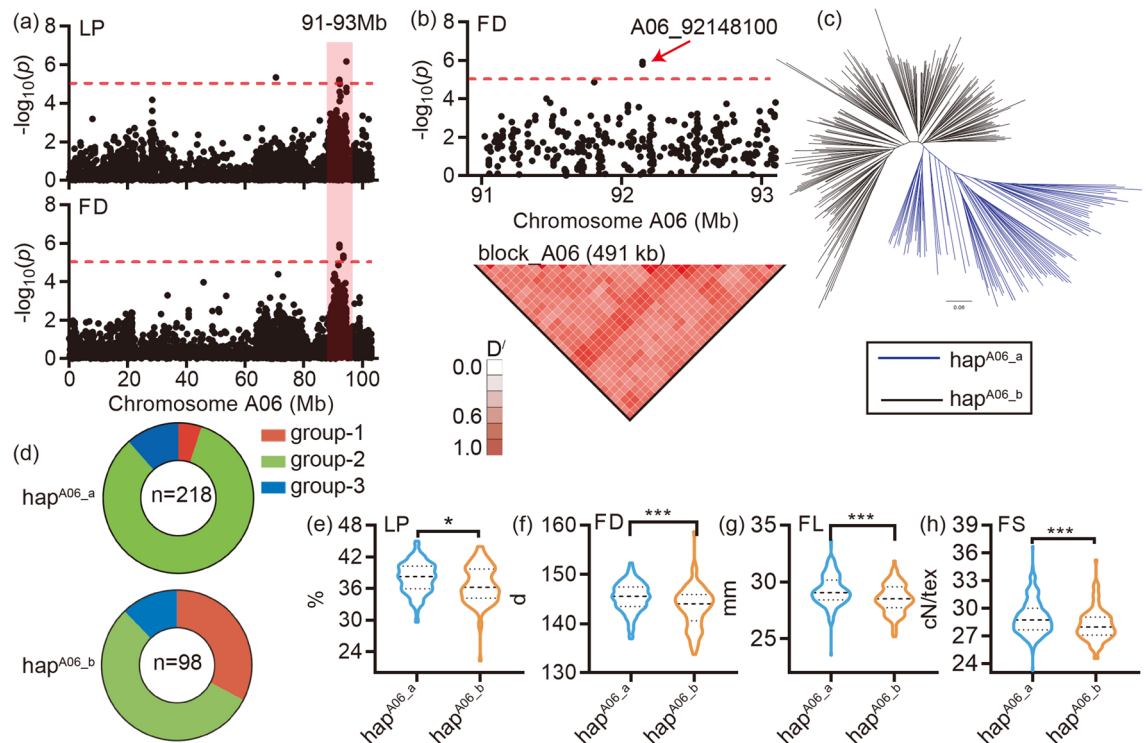 (a) LP
91-93Mb
8
6
4
2
0
-log10(p)
FD
8
6
4
2
0
-log10(p)
0 20 40 60 80 100
Chromosome A06 (Mb)
(b) FD
A06_92148100
8
6
4
2
0
-log10(p)
91 92 93
Chromosome A06 (Mb)
block_A06 (491 kb)
D/
0.0
0.6
1.0
(c)
0.06
hapA06_a
hapA06_b
(d)
group-1
group-2
group-3
hapA06_a
n=218
hapA06_b
n=98
(e) LP
*
48
42
36
30
24
%
hapA06_a
hapA06_b
(f) FD
***
160
150
140
130
d
hapA06_a
hapA06_b
(g) FL
***
35
30
25
mm
hapA06_a
hapA06_b
(h) FS
***
39
36
33
30
27
24
cN/tex
hapA06_a
hapA06_b